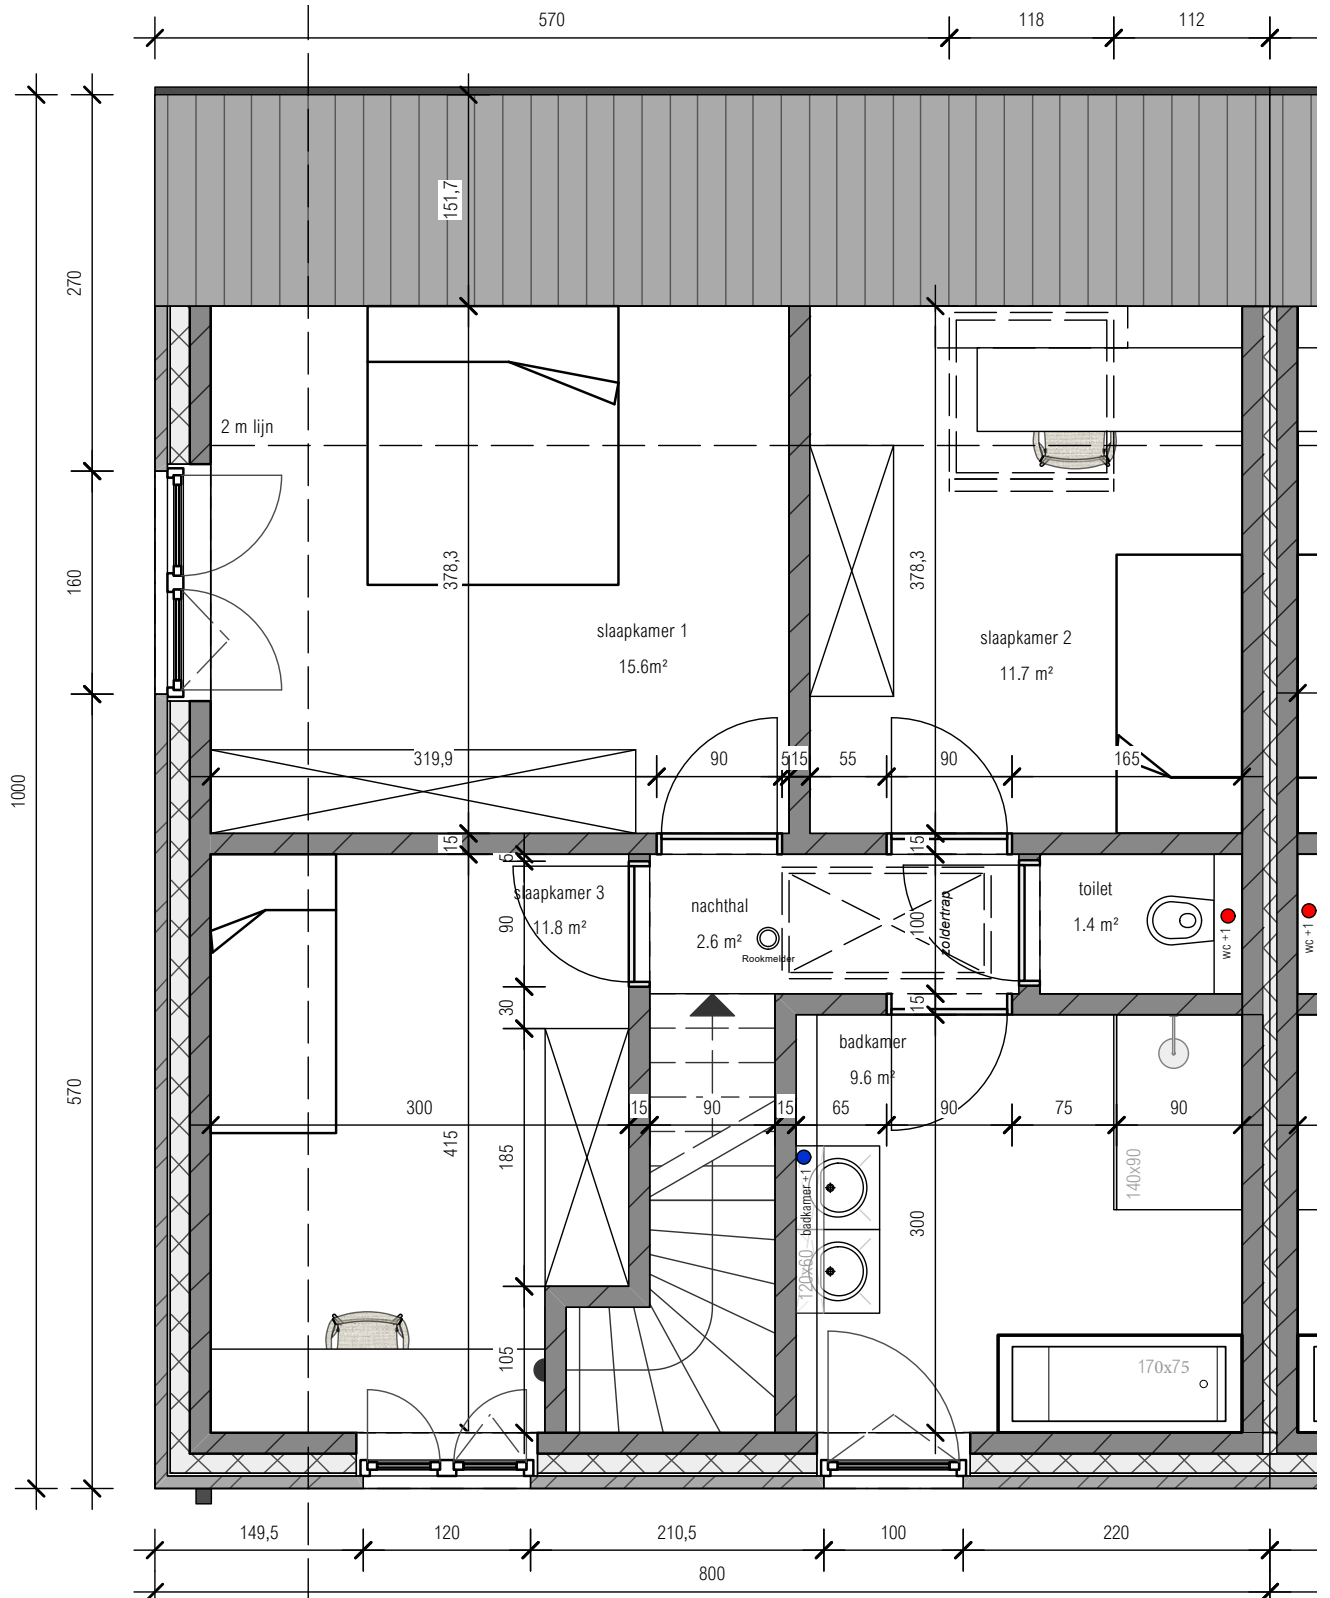 570
118
112
151,7
270
2 m lijn
378,3
378,3
160
slaapkamer 1
15.6m²
slaapkamer 2
11.7 m²
319,9
90
5
15
55
90
165
1000
15
15
5
slaapkamer 3
11.8 m²
90
nachthal
2.6 m²
Rookmelder
100
zoldertrap
toilet
1.4 m²
wc +1
wc +1
30
15
badkamer
9.6 m²
570
300
15
90
15
65
90
75
90
415
185
140x90
badkamer +1
300
120x60
105
170x75
149,5
120
210,5
100
220
800